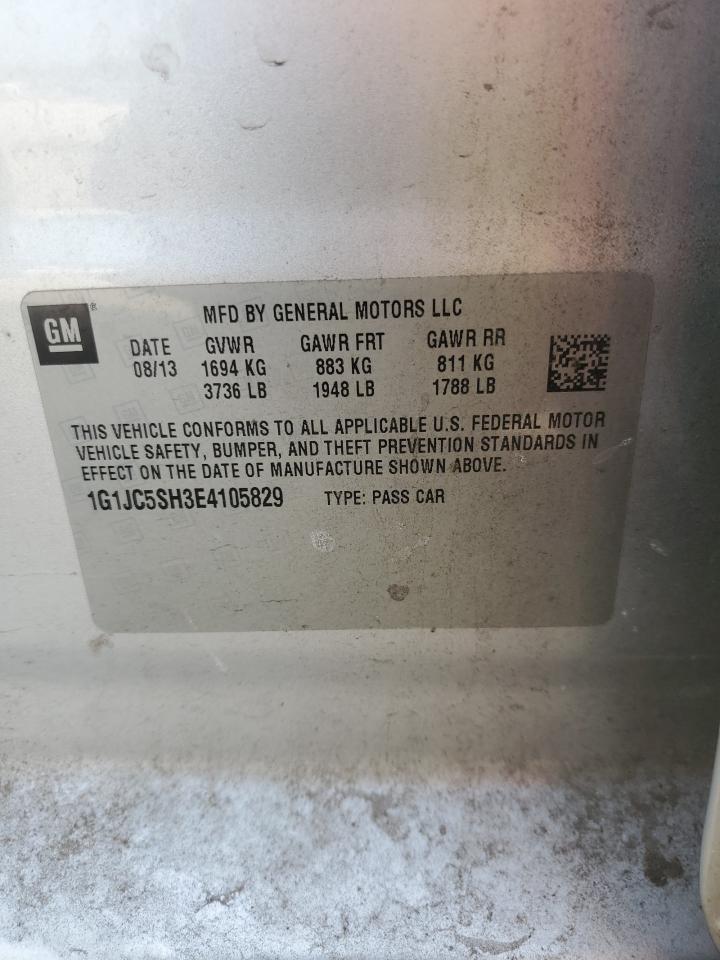 GM ®
MFD BY GENERAL MOTORS LLC
DATE GVWR GAWR FRT GAWR RR
08/13 1694 KG 883 KG 811 KG
3736 LB 1948 LB 1788 LB
THIS VEHICLE CONFORMS TO ALL APPLICABLE U.S. FEDERAL MOTOR
VEHICLE SAFETY, BUMPER, AND THEFT PREVENTION STANDARDS IN
EFFECT ON THE DATE OF MANUFACTURE SHOWN ABOVE.
1G1JC5SH3E4105829 TYPE: PASS CAR